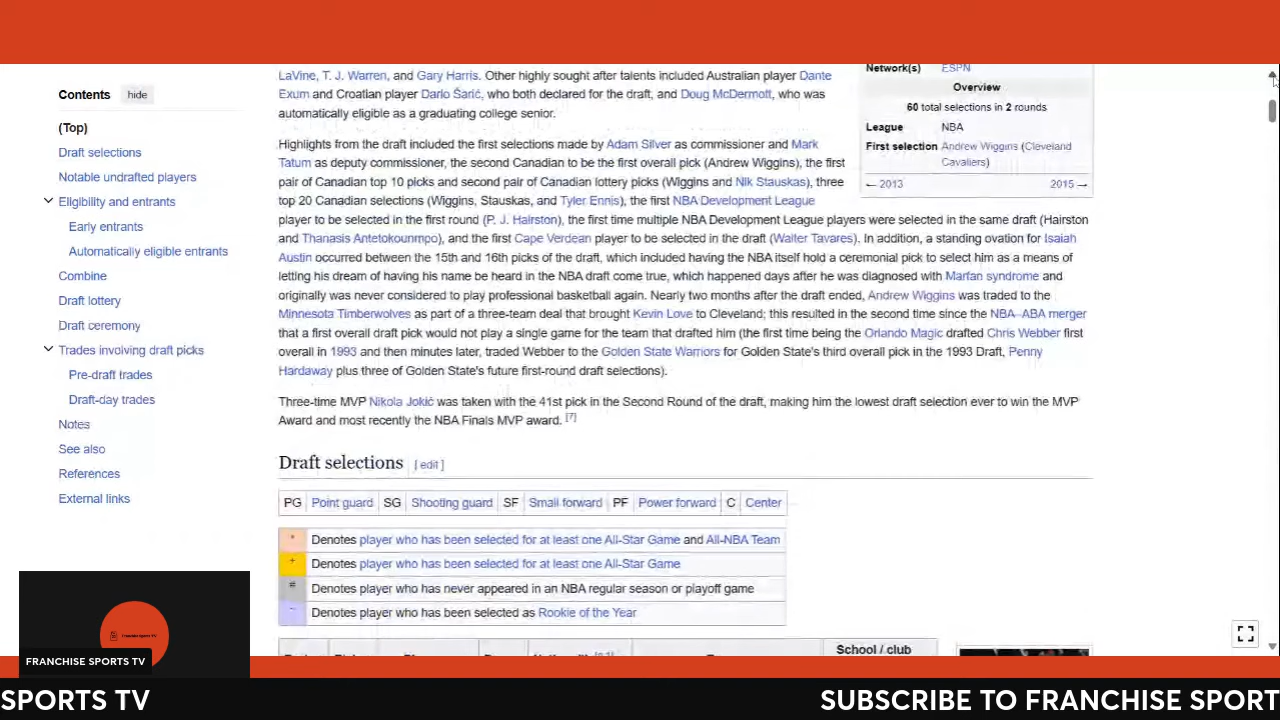 Contents hide
(Top)
Draft selections
Notable undrafted players
Eligibility and entrants
Early entrants
Automatically eligible entrants
Combine
Draft lottery
Draft ceremony
Trades involving draft picks
Pre-draft trades
Draft-day trades
Notes
See also
References
External links
LaVine, T. J. Warren, and Gary Harris. Other highly sought after talents included Australian player Dante
Exum and Croatian player Dario Šarić, who both declared for the draft, and Doug McDermott, who was
automatically eligible as a graduating college senior.
Network(s) ESPN
Overview
60 total selections in 2 rounds
League NBA
First selection Andrew Wiggins (Cleveland
Cavaliers)
← 2013 2015 →
Highlights from the draft included the first selections made by Adam Silver as commissioner and Mark
Tatum as deputy commissioner, the second Canadian to be the first overall pick (Andrew Wiggins), the first
pair of Canadian top 10 picks and second pair of Canadian lottery picks (Wiggins and Nik Stauskas), three
top 20 Canadian selections (Wiggins, Stauskas, and Tyler Ennis), the first NBA Development League
player to be selected in the first round (P. J. Hairston), the first time multiple NBA Development League players were selected in the same draft (Hairston
and Thanasis Antetokounmpo), and the first Cape Verdean player to be selected in the draft (Walter Tavares). In addition, a standing ovation for Isaiah
Austin occurred between the 15th and 16th picks of the draft, which included having the NBA itself hold a ceremonial pick to select him as a means of
letting his dream of having his name be heard in the NBA draft come true, which happened days after he was diagnosed with Marfan syndrome and
originally was never considered to play professional basketball again. Nearly two months after the draft ended, Andrew Wiggins was traded to the
Minnesota Timberwolves as part of a three-team deal that brought Kevin Love to Cleveland; this resulted in the second time since the NBA–ABA merger
that a first overall draft pick would not play a single game for the team that drafted him (the first time being the Orlando Magic drafted Chris Webber first
overall in 1993 and then minutes later, traded Webber to the Golden State Warriors for Golden State's third overall pick in the 1993 Draft, Penny
Hardaway plus three of Golden State's future first-round draft selections).
Three-time MVP Nikola Jokić was taken with the 41st pick in the Second Round of the draft, making him the lowest draft selection ever to win the MVP
Award and most recently the NBA Finals MVP award. [7]
Draft selections [ edit ]
PG Point guard SG Shooting guard SF Small forward PF Power forward C Center
* Denotes player who has been selected for at least one All-Star Game and All-NBA Team
+ Denotes player who has been selected for at least one All-Star Game
# Denotes player who has never appeared in an NBA regular season or playoff game
~ Denotes player who has been selected as Rookie of the Year
School / club
FRANCHISE SPORTS TV
SPORTS TV SUBSCRIBE TO FRANCHISE SPORT